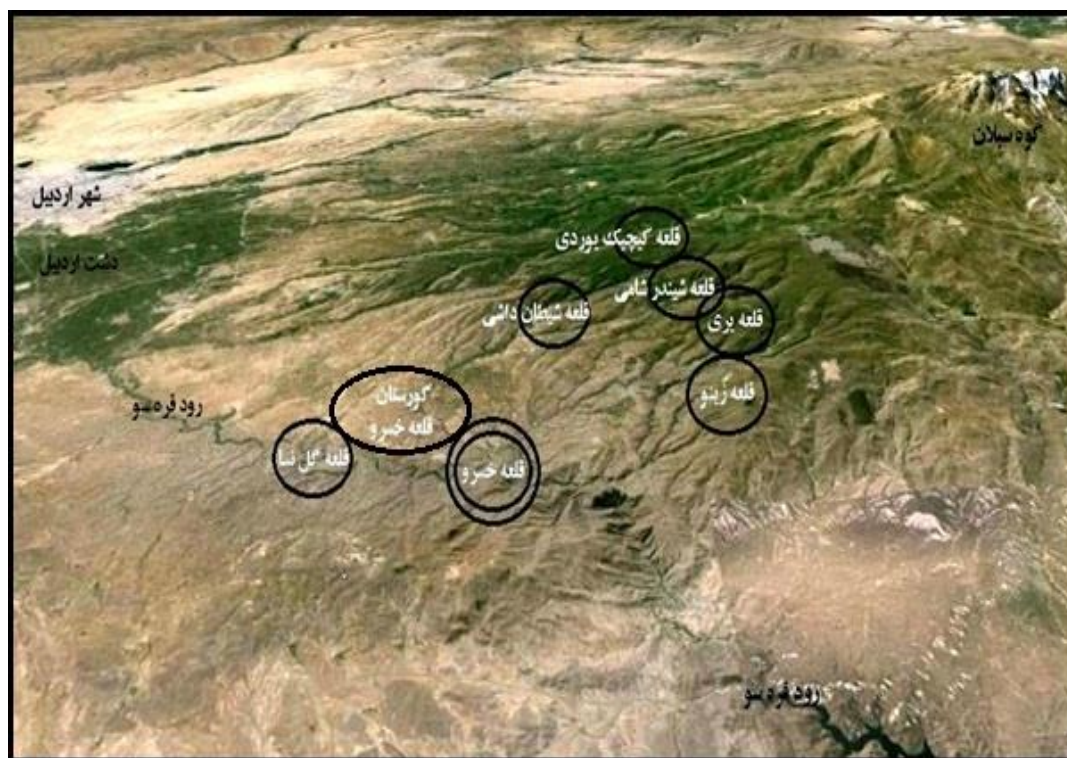 کوه سبلان
شهر اردبیل
قلعه کیچیک یوردی
دشت اردبیل
قلعه شیندر شامی
قلعه شیطان داشی
قلعه پری
قلعه زینو
رود قره سو
گورستان
قلعه خسرو
قلعه گل نسا
قلعه خسرو
رود قره سو